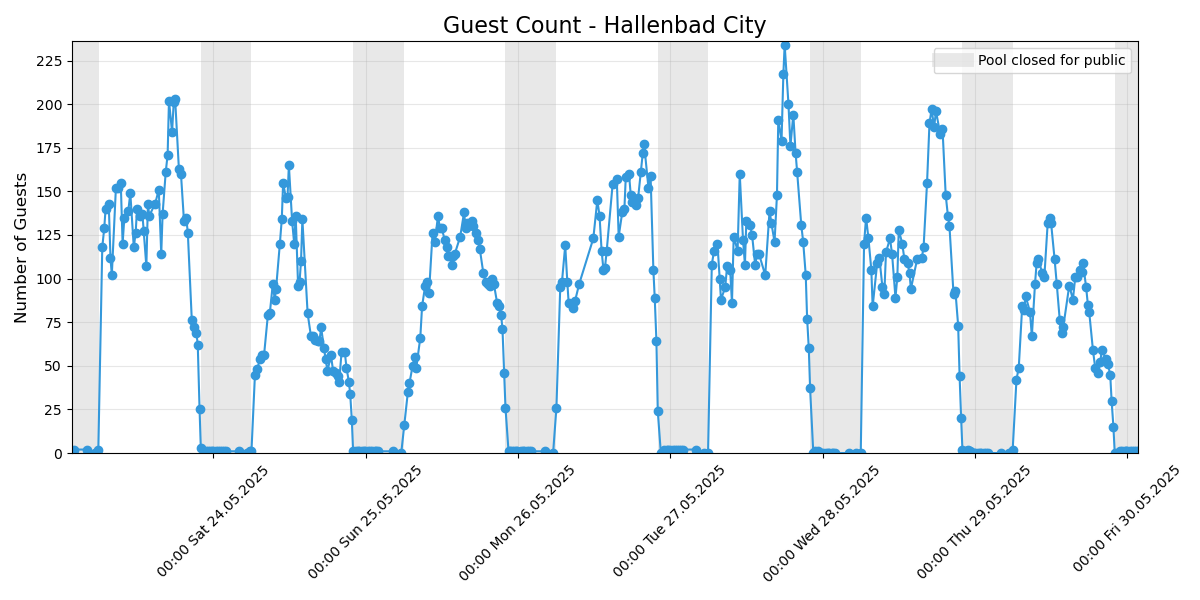 Guest Count - Hallenbad City
Pool closed for public
Number of Guests
225
200
175
150
125
100
75
50
25
0
00:00 Sat 24.05.2025
00:00 Sun 25.05.2025
00:00 Mon 26.05.2025
00:00 Tue 27.05.2025
00:00 Wed 28.05.2025
00:00 Thu 29.05.2025
00:00 Fri 30.05.2025